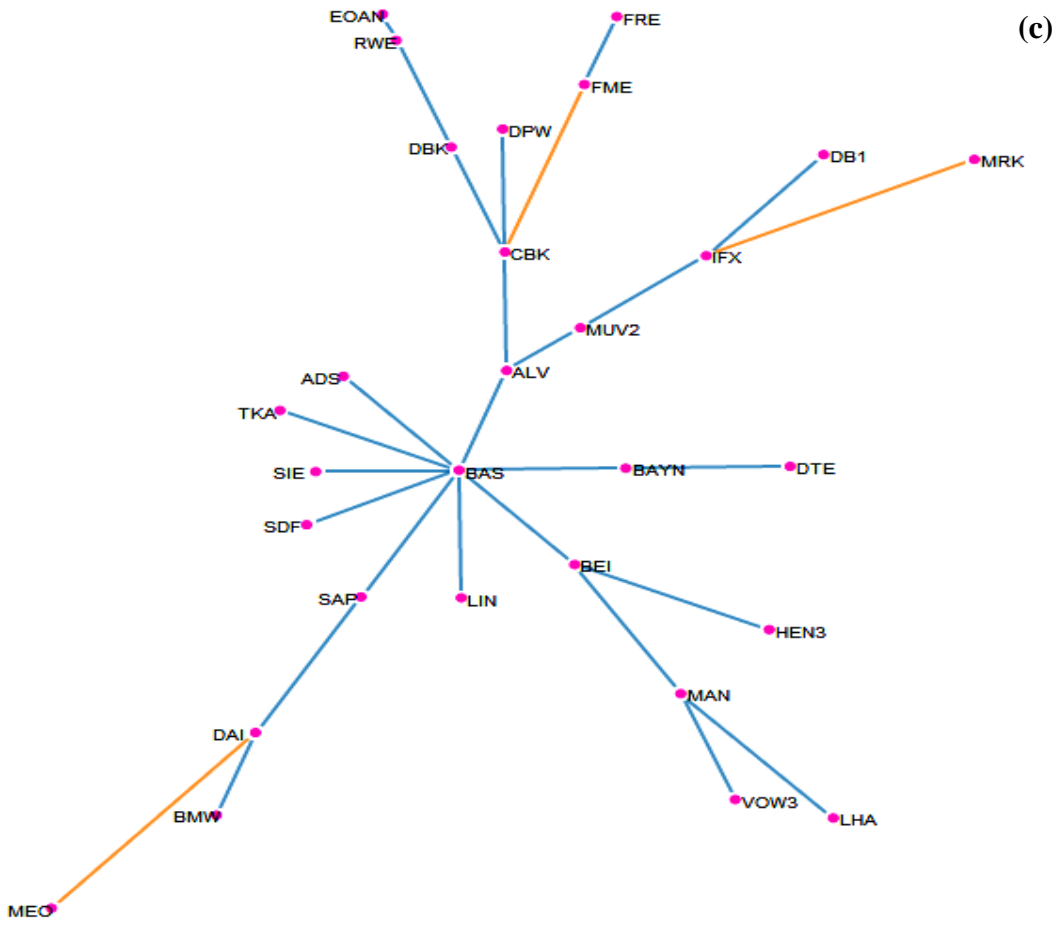 EOAN
FRE
(c)
RWE
FME
DPW
DBK
DB1
MRK
CBK
IFX
MUV2
ALV
ADS
TKA
SIE
BAS
BAYN
DTE
SDF
BEI
SAP
LIN
HEN3
MAN
DAI
VOW3
BMW
LHA
MEO